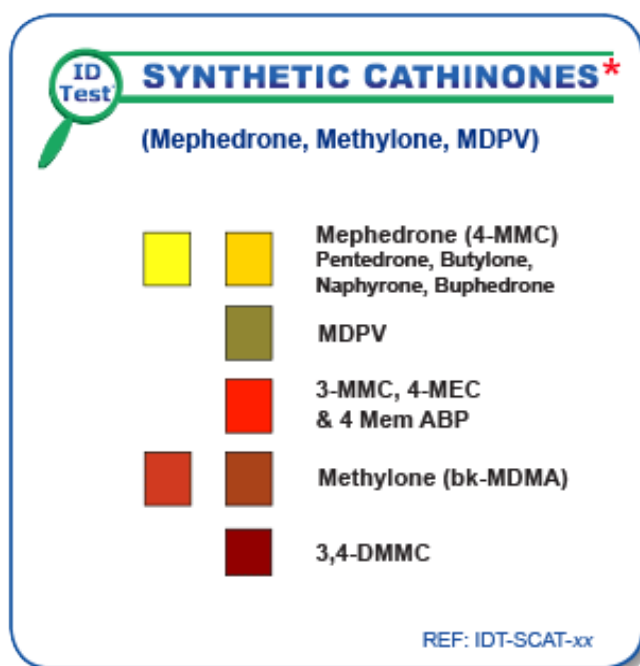 ID
Test
SYNTHETIC CATHINONES*
(Mephedrone, Methylone, MDPV)
Mephedrone (4-MMC)
Pentedrone, Butylone,
Naphyrone, Buphedrone
MDPV
3-MMC, 4-MEC
& 4 Mem ABP
Methylone (bk-MDMA)
3,4-DMMC
REF: IDT-SCAT-xx